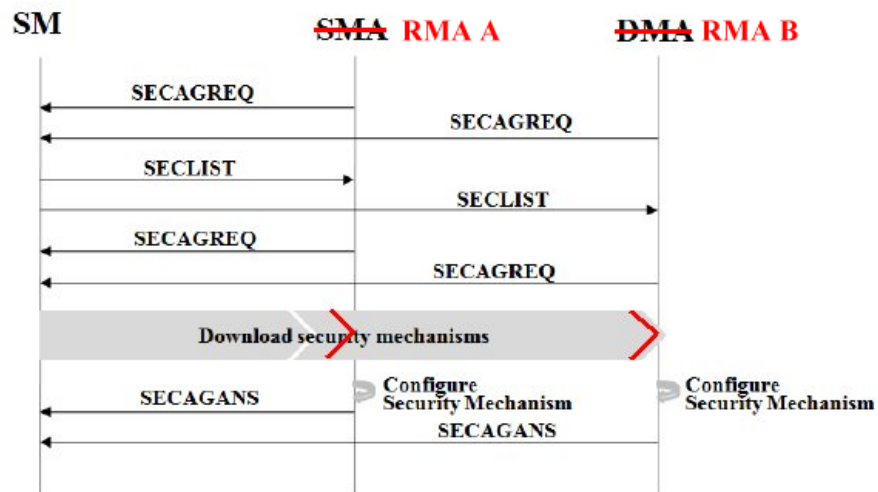 SM
SMA RMA A
DMA RMA B
SECAGREQ
SECAGREQ
SECLIST
SECLIST
SECAGREQ
SECAGREQ
Download security mechanisms
Configure
Security Mechanism
Configure
Security Mechanism
SECAGANS
SECAGANS